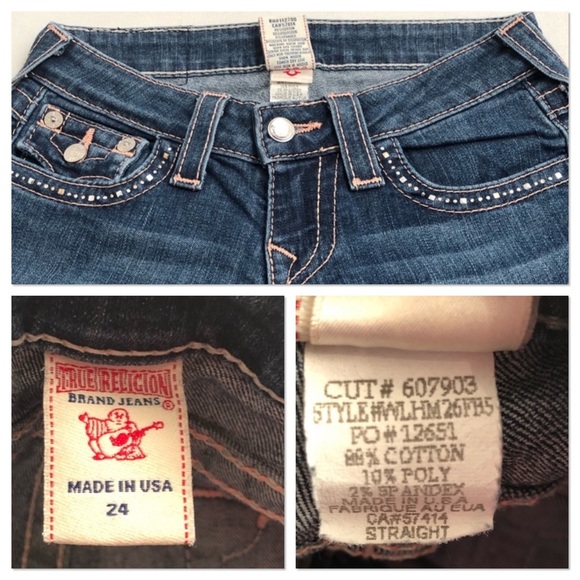 TRUE RELIGION
BRAND JEANS
®
MADE IN USA
24
CUT# 607903
STYLE#WLHM26FB5
PO#12651
88% COTTON
10% POLY
2% SPANDEX
MADE IN U.S.A
FABRIQUE AU EUA
CA#57414
STRAIGHT